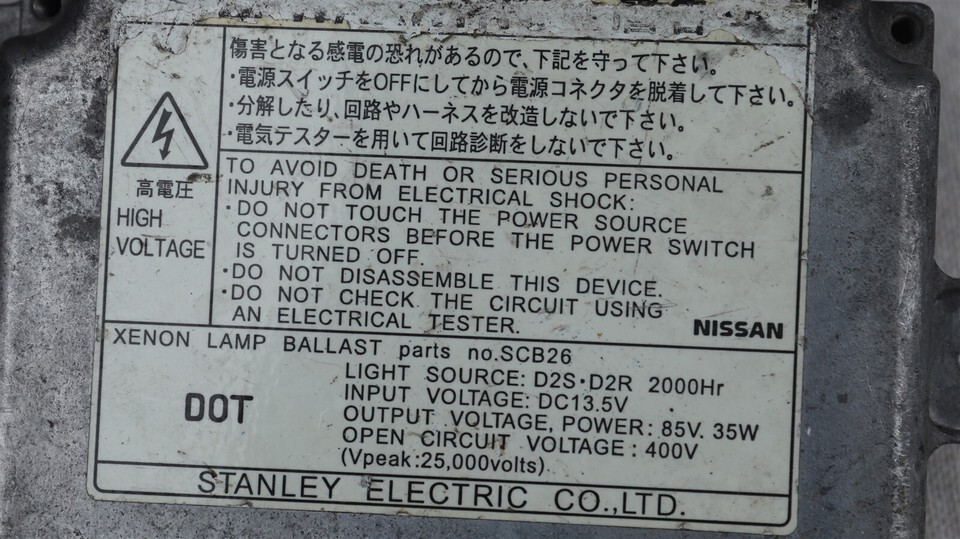 傷害となる感電の恐れがあるので、下記を守って下さい。
・電源スイッチをOFFにしてから電源コネクタを脱着して下さい。
・分解したり、回路やハーネスを改造しないで下さい。
・電気テスターを用いて回路診断をしないで下さい。
高電圧
HIGH
VOLTAGE
TO AVOID DEATH OR SERIOUS PERSONAL
INJURY FROM ELECTRICAL SHOCK:
・DO NOT TOUCH THE POWER SOURCE
CONNECTORS BEFORE THE POWER SWITCH
IS TURNED OFF.
・DO NOT DISASSEMBLE THIS DEVICE.
・DO NOT CHECK THE CIRCUIT USING
AN ELECTRICAL TESTER.
NISSAN
XENON LAMP BALLAST parts no.SCB26
DOT
LIGHT SOURCE: D2S・D2R 2000Hr
INPUT VOLTAGE: DC13.5V
OUTPUT VOLTAGE, POWER: 85V. 35W
OPEN CIRCUIT VOLTAGE : 400V
(Vpeak:25,000volts)
STANLEY ELECTRIC CO.,LTD.